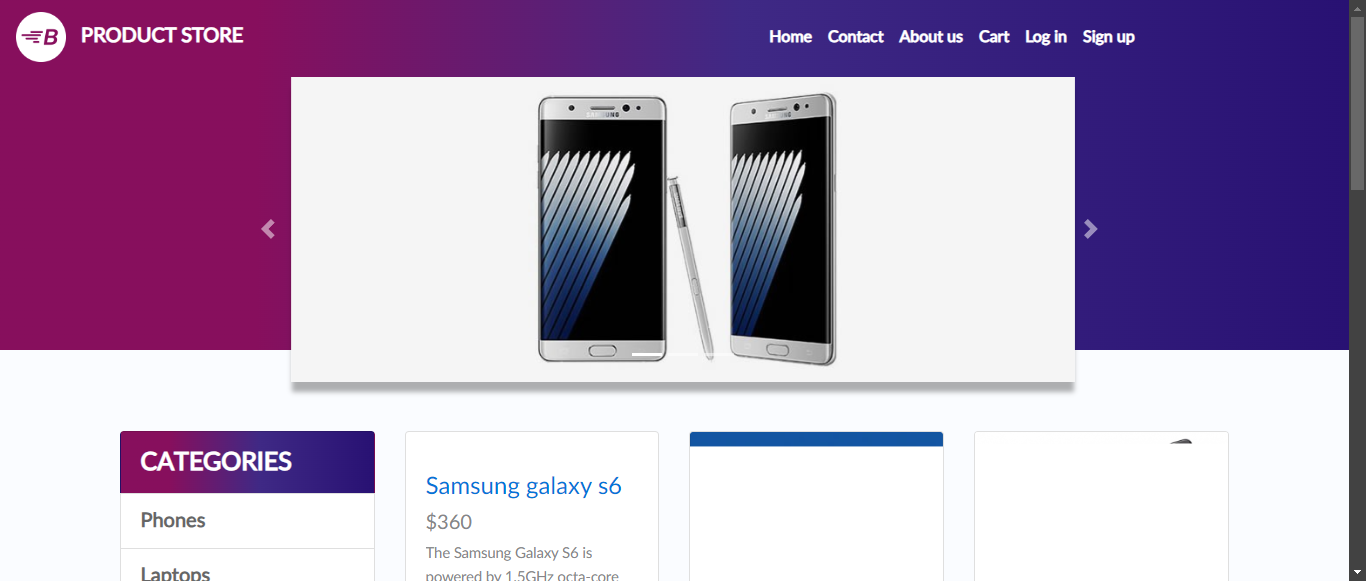 B PRODUCT STORE
Home Contact About us Cart Log in Sign up
SAMSUNG SAMSUNG
CATEGORIES
Phones
Laptops
Samsung galaxy s6
$360
The Samsung Galaxy S6 is
powered by 1.5GHz octa-core